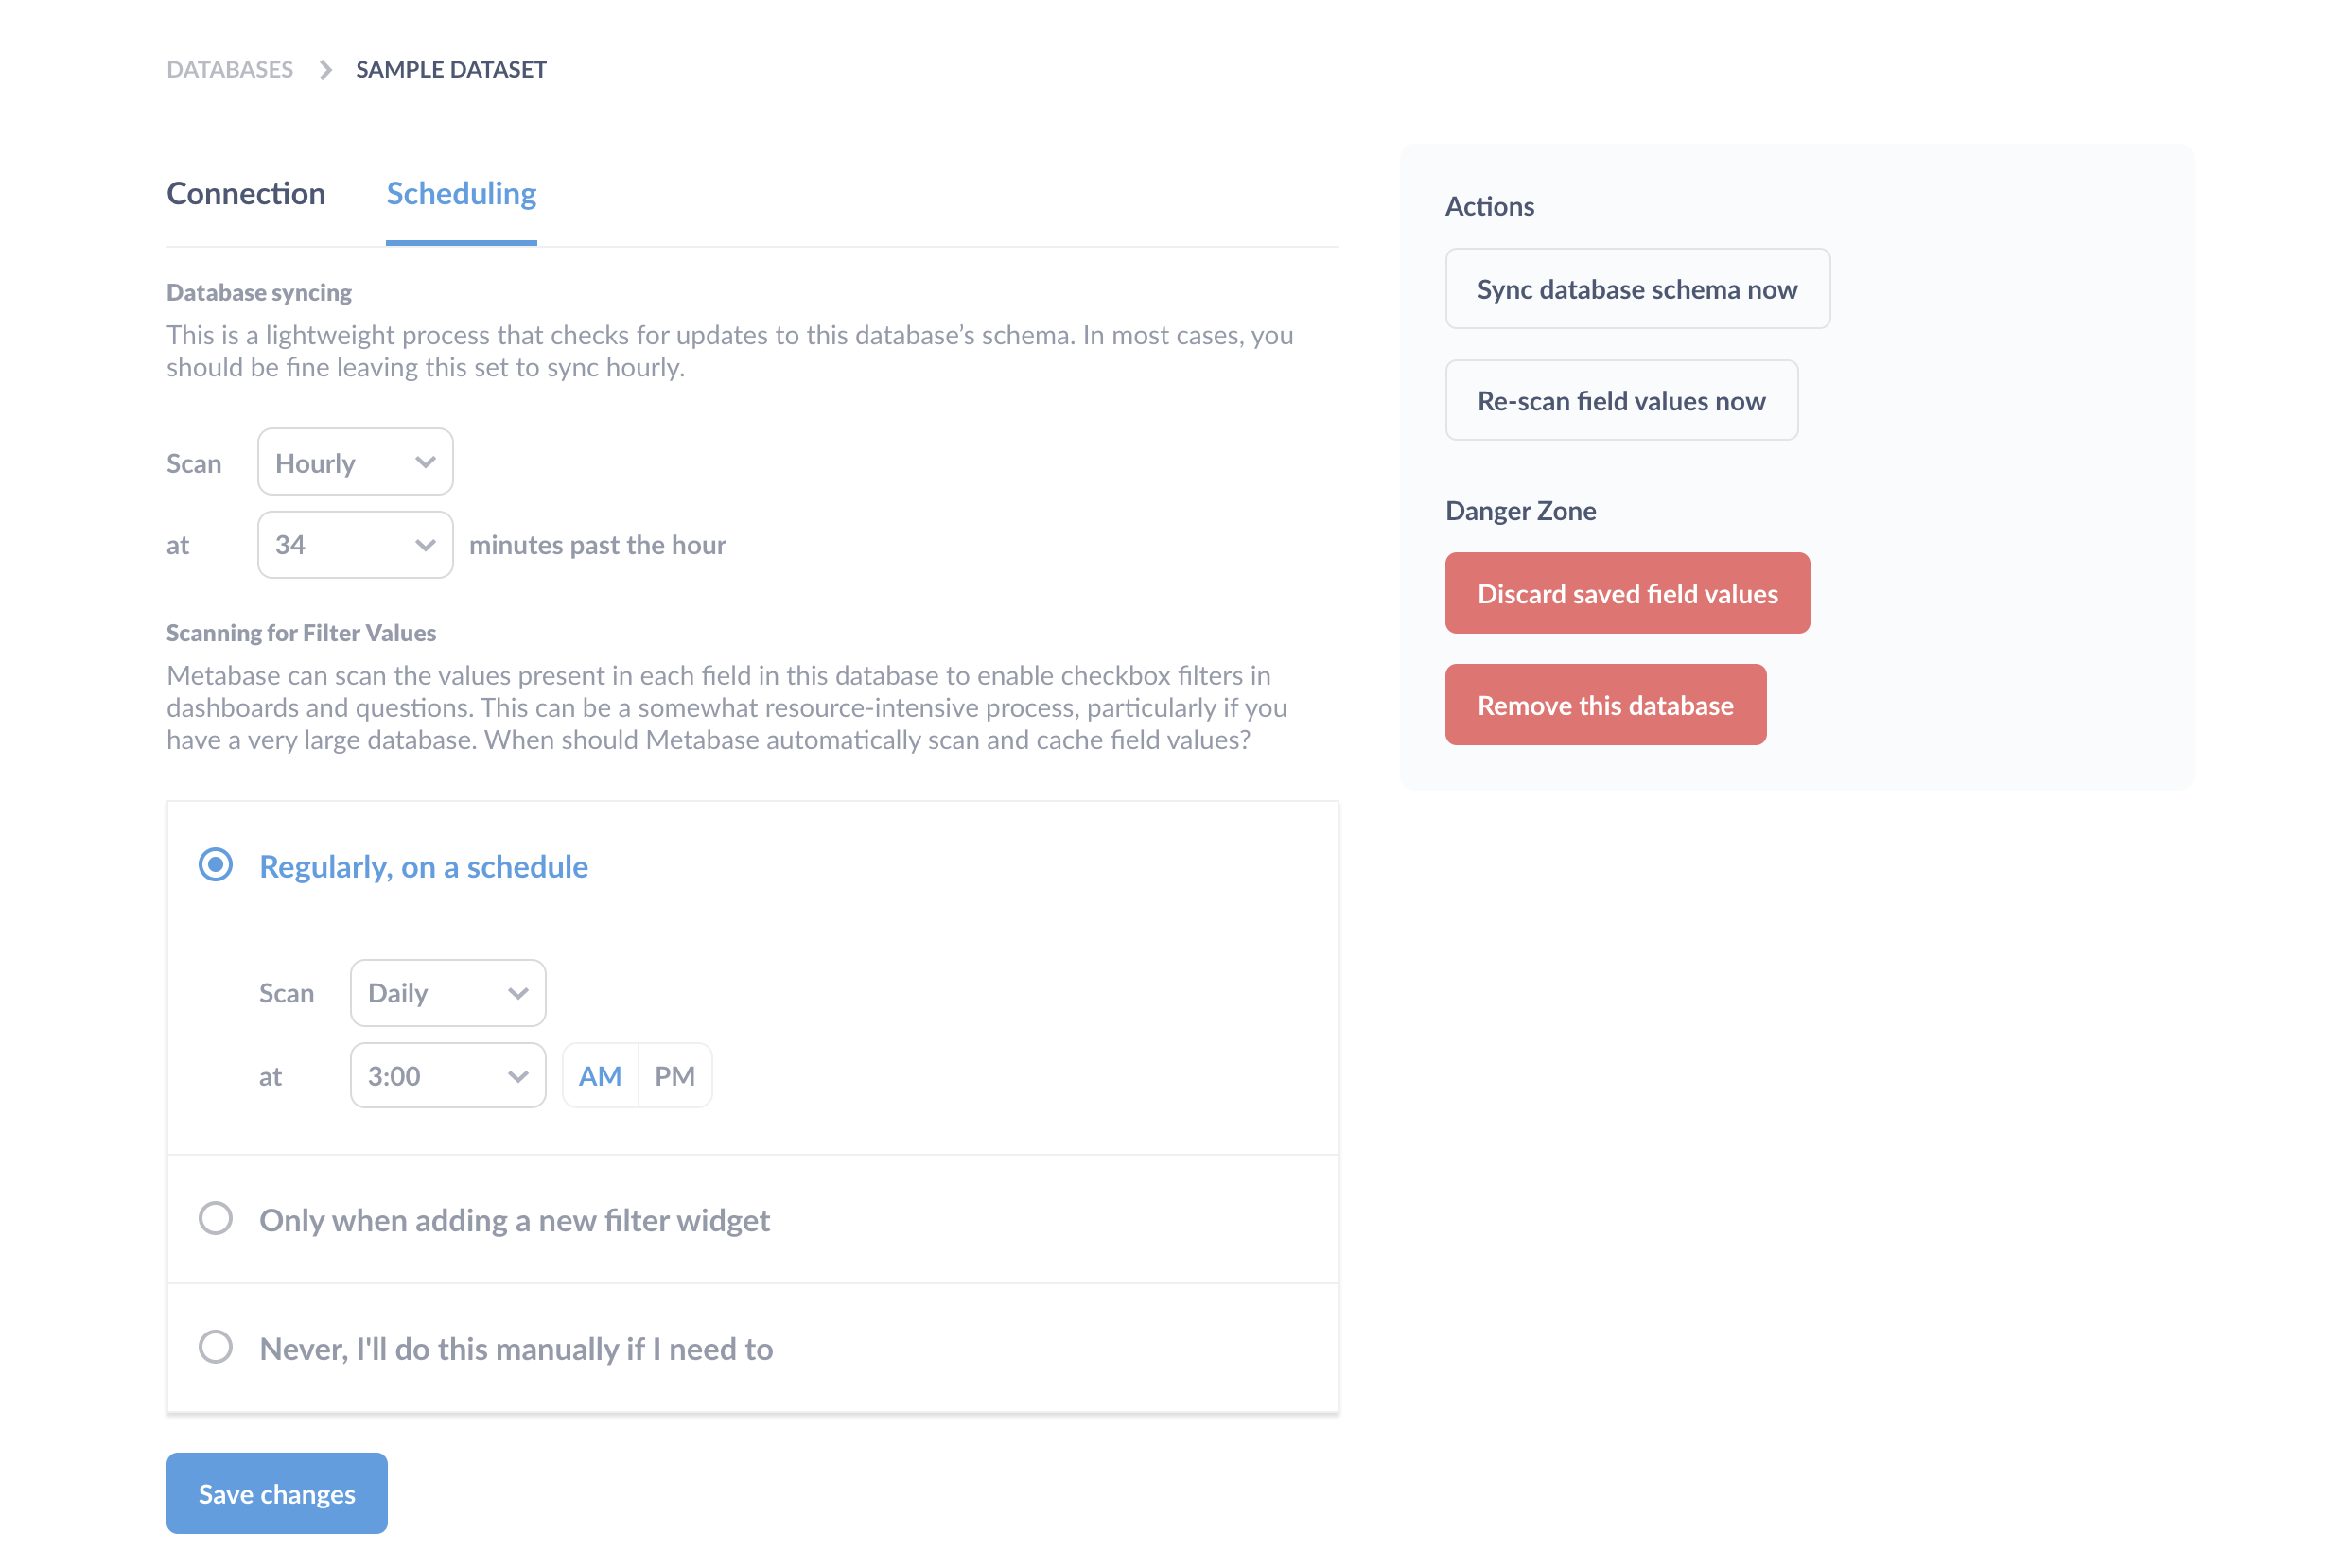 DATABASES > SAMPLE DATASET
Connection Scheduling
Database syncing
This is a lightweight process that checks for updates to this database’s schema. In most cases, you
should be fine leaving this set to sync hourly.
Scan Hourly
at 34 minutes past the hour
Scanning for Filter Values
Metabase can scan the values present in each field in this database to enable checkbox filters in
dashboards and questions. This can be a somewhat resource-intensive process, particularly if you
have a very large database. When should Metabase automatically scan and cache field values?
Regularly, on a schedule
Scan Daily
at 3:00 AM PM
Only when adding a new filter widget
Never, I'll do this manually if I need to
Save changes
Actions
Sync database schema now
Re-scan field values now
Danger Zone
Discard saved field values
Remove this database